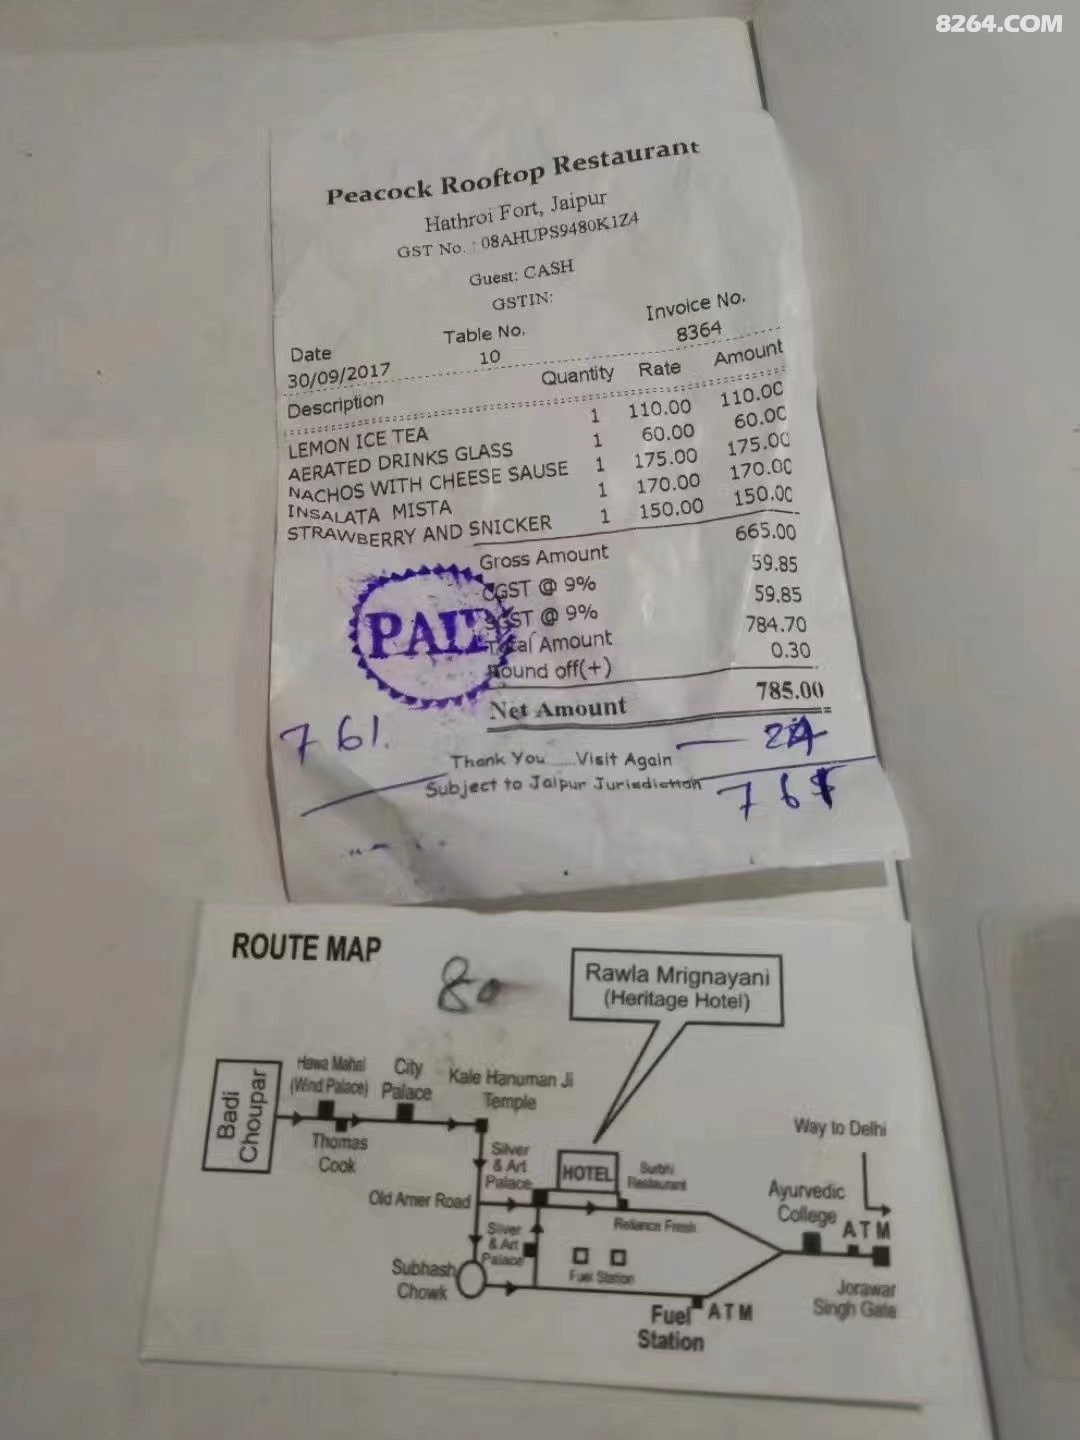 8264.COM
Peacock Rooftop Restaurant
Hathroi Fort, Jaipur
GST No. : 08AHUPS9480K1Z4
Guest: CASH
GSTIN:
Date Table No. Invoice No.
30/09/2017 10 8364
Description Quantity Rate Amount
LEMON ICE TEA 1 110.00 110.00
AERATED DRINKS GLASS 1 60.00 60.00
NACHOS WITH CHEESE SAUSE 1 175.00 175.00
INSALATA MISTA 1 170.00 170.00
STRAWBERRY AND SNICKER 1 150.00 150.00
Gross Amount 665.00
CGST @ 9% 59.85
SGST @ 9% 59.85
Total Amount 784.70
Round off(+) 0.30
Net Amount 785.00
PAID
761.
— 24
Thank You ......Visit Again
Subject to Jaipur Jurisdiction
761
ROUTE MAP
80
Rawla Mrignayani
(Heritage Hotel)
Badi
Choupar
Hawa Mahal
(Wind Palace)
City
Palace
Kale Hanuman Ji
Temple
Thomas
Cook
Way to Delhi
Silver
& Art
Palace
HOTEL
Surbhi
Restaurant
Old Amer Road
Reliance Fresh
Ayurvedic
College
ATM
Silver
& Art
Palace
Subhash
Chowk
Fuel Station
Jorawar
Singh Gate
Fuel
Station
ATM